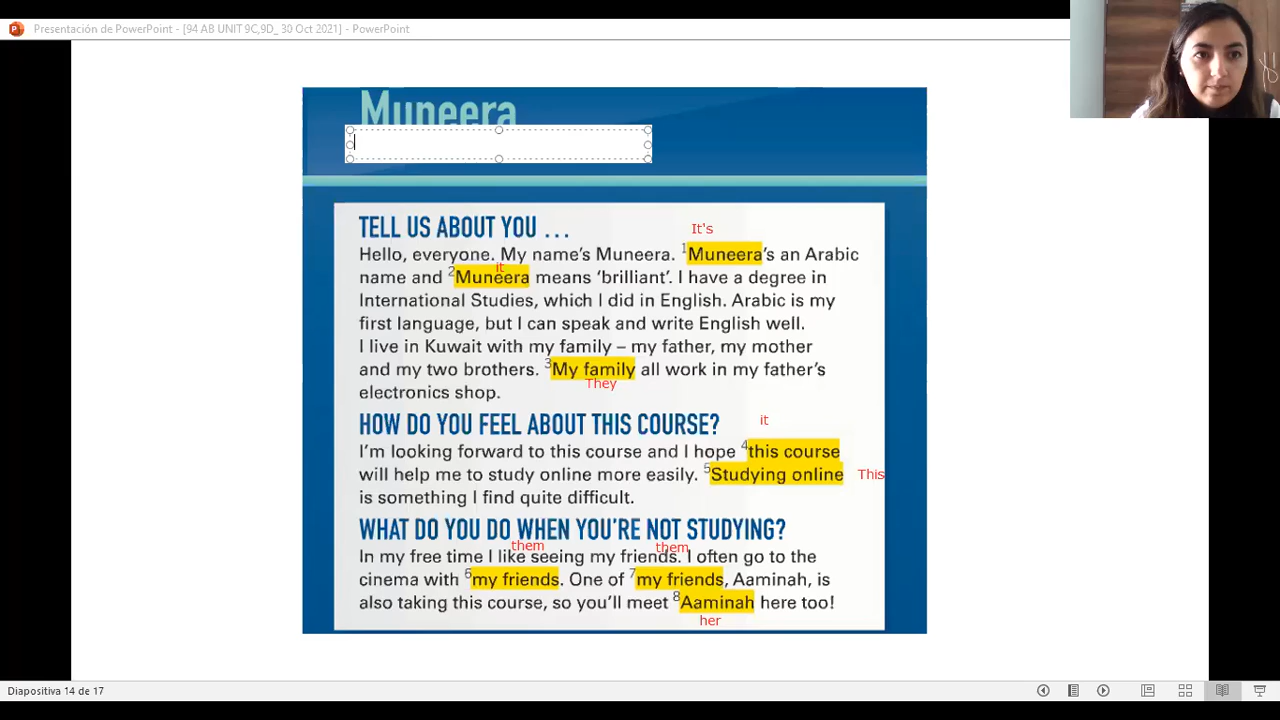 Presentación de PowerPoint - [94 AB UNIT 9C,9D_ 30 Oct 2021] - PowerPoint
Muneera
TELL US ABOUT YOU ...
It's
Hello, everyone. My name's Muneera. 1Muneera's an Arabic
it
name and 2Muneera means 'brilliant'. I have a degree in
International Studies, which I did in English. Arabic is my
first language, but I can speak and write English well.
I live in Kuwait with my family – my father, my mother
and my two brothers. 3My family all work in my father's
They
electronics shop.
HOW DO YOU FEEL ABOUT THIS COURSE?
it
I'm looking forward to this course and I hope 4this course
will help me to study online more easily. 5Studying online
This
is something I find quite difficult.
WHAT DO YOU DO WHEN YOU'RE NOT STUDYING?
them
them
In my free time I like seeing my friends. I often go to the
cinema with 6my friends. One of 7my friends, Aaminah, is
also taking this course, so you'll meet 8Aaminah here too!
her
Diapositiva 14 de 17